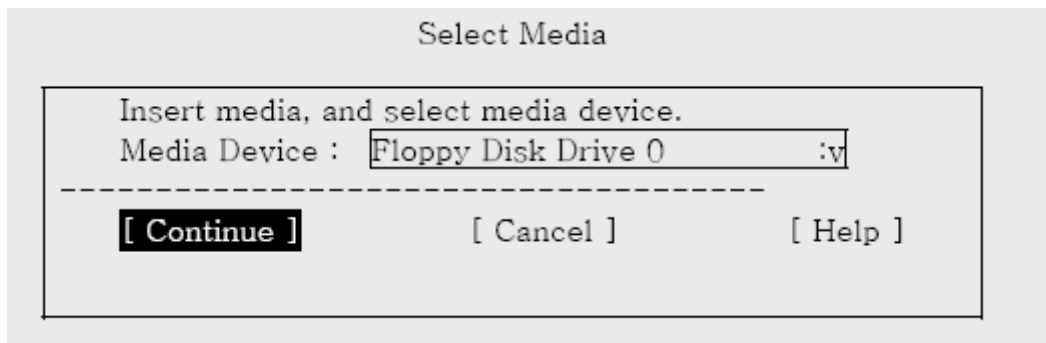 Select Media
Insert media, and select media device.
Media Device : Floppy Disk Drive 0 :v
--------------------------------------
[ Continue ] [ Cancel ] [ Help ]